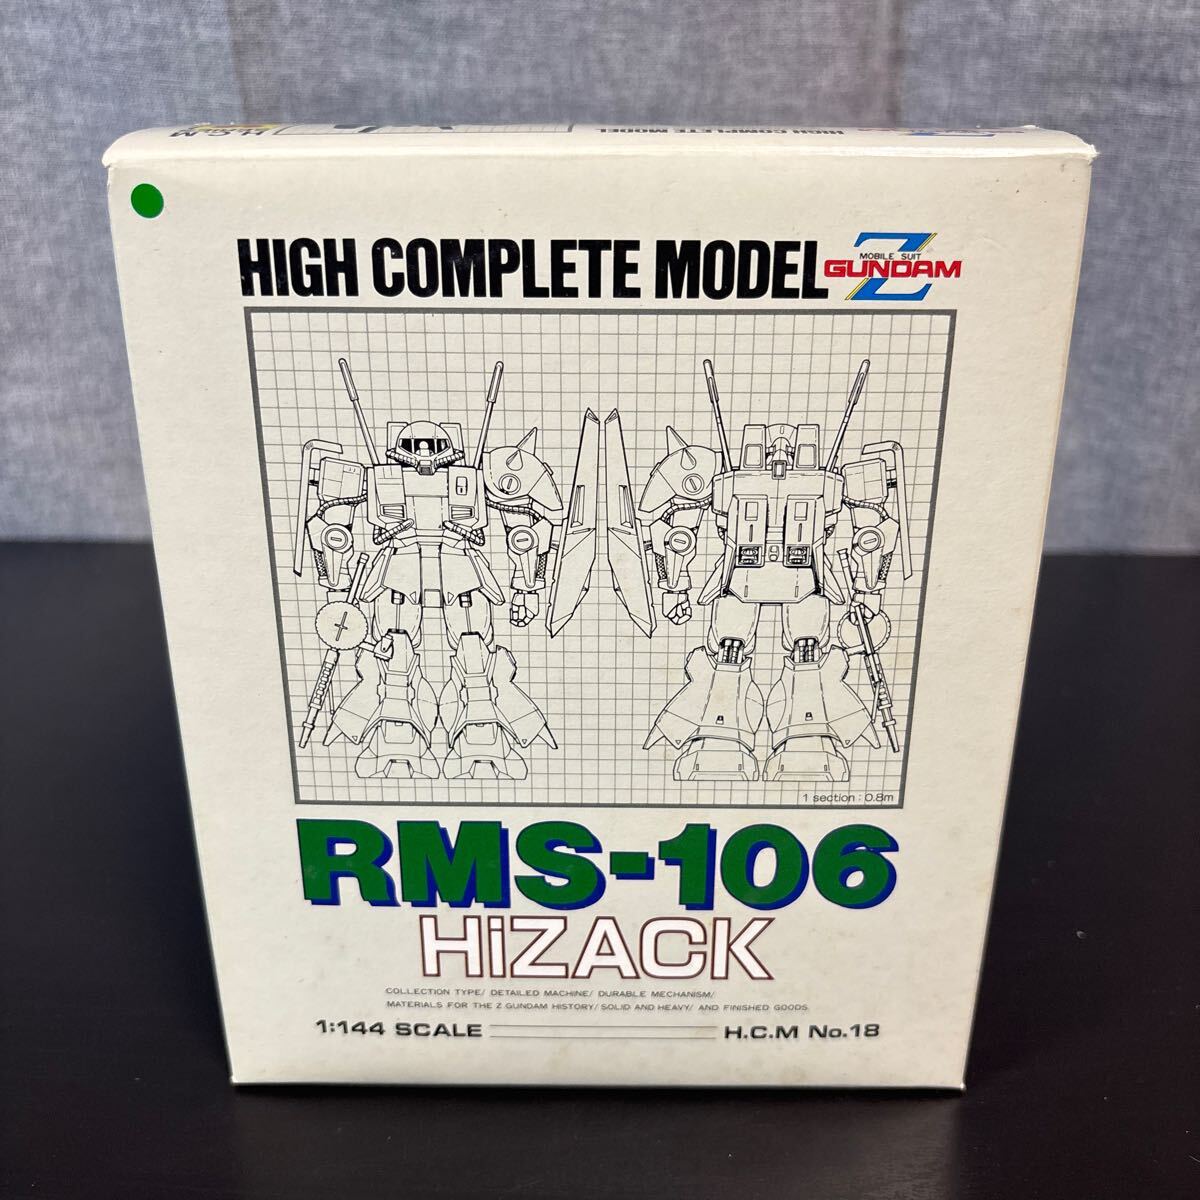 H.C.M
HIGH COMPLETE MODEL
HIGH COMPLETE MODEL
MOBILE SUIT
Z GUNDAM
1 section : 0.8m
RMS-106
HiZACK
COLLECTION TYPE/ DETAILED MACHINE/ DURABLE MECHANISM/
MATERIALS FOR THE Z GUNDAM HISTORY/ SOLID AND HEAVY/ AND FINISHED GOODS.
1:144 SCALE H.C.M No.18